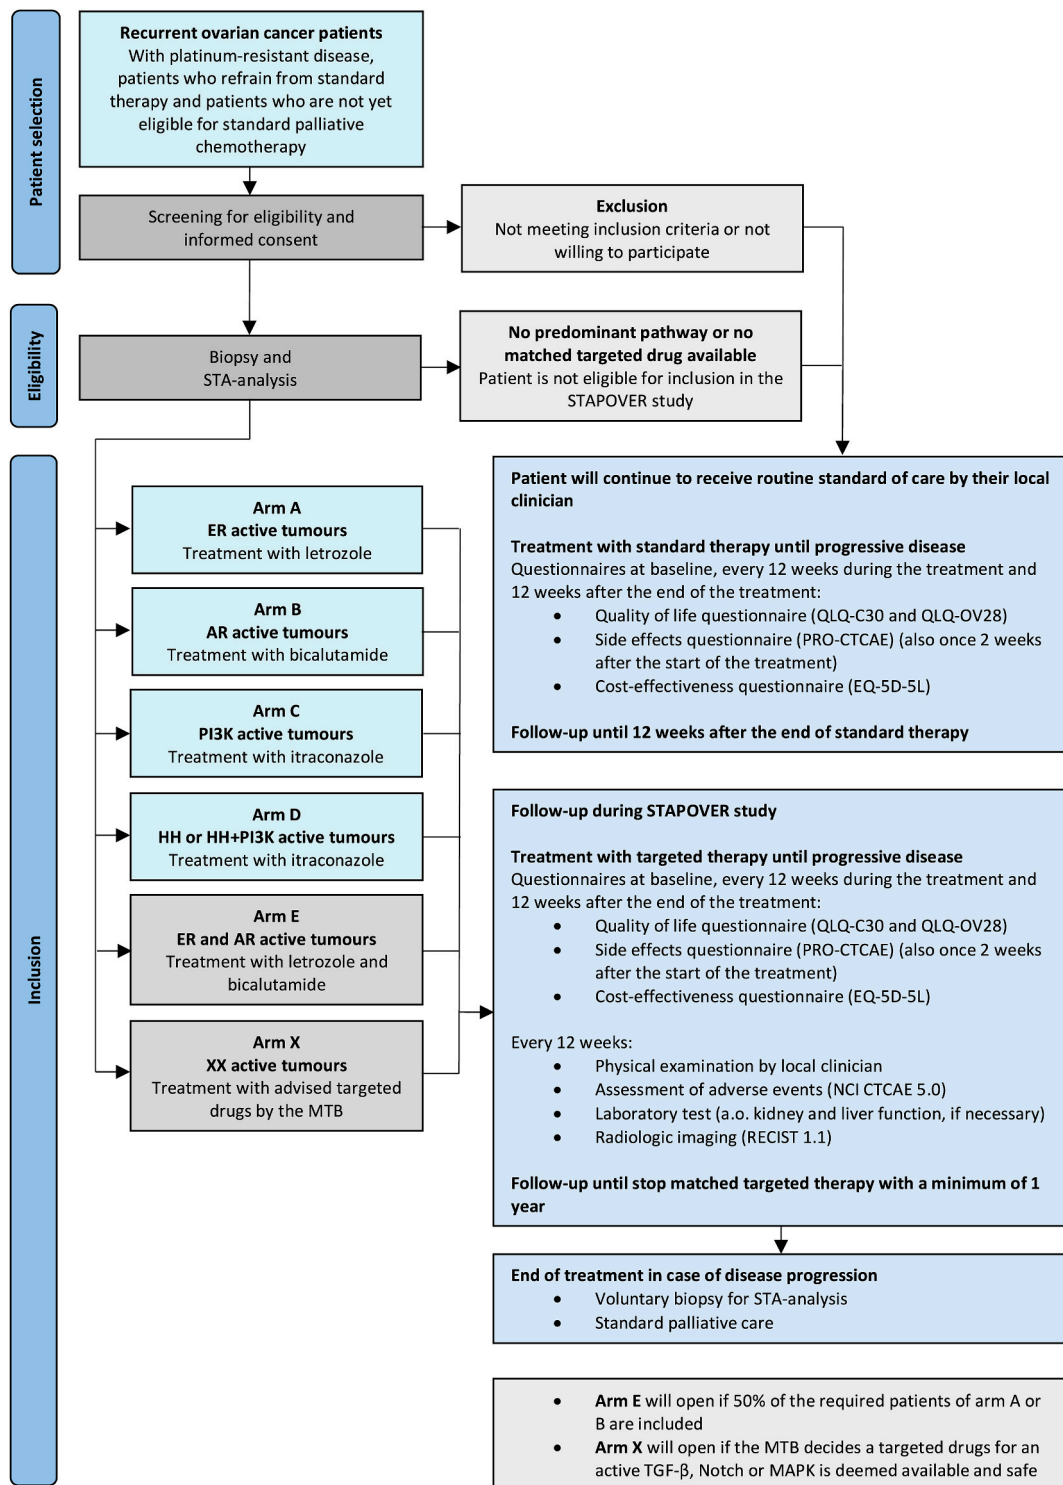 Patient selection
Recurrent ovarian cancer patients
With platinum-resistant disease,
patients who refrain from standard
therapy and patients who are not yet
eligible for standard palliative
chemotherapy
Screening for eligibility and
informed consent
Exclusion
Not meeting inclusion criteria or not
willing to participate
Eligibility
Biopsy and
STA-analysis
No predominant pathway or no
matched targeted drug available
Patient is not eligible for inclusion in the
STAPOVER study
Inclusion
Arm A
ER active tumours
Treatment with letrozole
Arm B
AR active tumours
Treatment with bicalutamide
Arm C
PI3K active tumours
Treatment with itraconazole
Arm D
HH or HH+PI3K active tumours
Treatment with itraconazole
Arm E
ER and AR active tumours
Treatment with letrozole and
bicalutamide
Arm X
XX active tumours
Treatment with advised targeted
drugs by the MTB
Patient will continue to receive routine standard of care by their local
clinician
Treatment with standard therapy until progressive disease
Questionnaires at baseline, every 12 weeks during the treatment and
12 weeks after the end of the treatment:
• Quality of life questionnaire (QLQ-C30 and QLQ-OV28)
• Side effects questionnaire (PRO-CTCAE) (also once 2 weeks
after the start of the treatment)
• Cost-effectiveness questionnaire (EQ-5D-5L)
Follow-up until 12 weeks after the end of standard therapy
Follow-up during STAPOVER study
Treatment with targeted therapy until progressive disease
Questionnaires at baseline, every 12 weeks during the treatment and
12 weeks after the end of the treatment:
• Quality of life questionnaire (QLQ-C30 and QLQ-OV28)
• Side effects questionnaire (PRO-CTCAE) (also once 2 weeks
after the start of the treatment)
• Cost-effectiveness questionnaire (EQ-5D-5L)
Every 12 weeks:
• Physical examination by local clinician
• Assessment of adverse events (NCI CTCAE 5.0)
• Laboratory test (a.o. kidney and liver function, if necessary)
• Radiologic imaging (RECIST 1.1)
Follow-up until stop matched targeted therapy with a minimum of 1
year
End of treatment in case of disease progression
• Voluntary biopsy for STA-analysis
• Standard palliative care
• Arm E will open if 50% of the required patients of arm A or
B are included
• Arm X will open if the MTB decides a targeted drugs for an
active TGF-β, Notch or MAPK is deemed available and safe